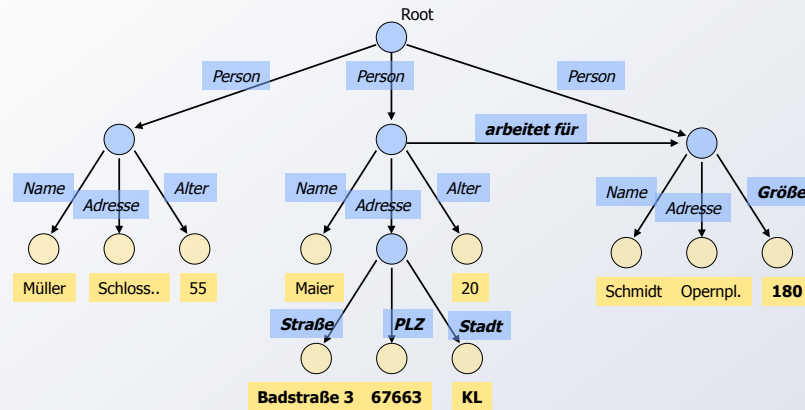 Root
Person
Person
Person
arbeitet für
Name
Adresse
Alter
Name
Adresse
Alter
Name
Adresse
Größe
Müller
Schloss..
55
Maier
20
Schmidt
Opernpl.
180
Straße
PLZ
Stadt
Badstraße 3
67663
KL